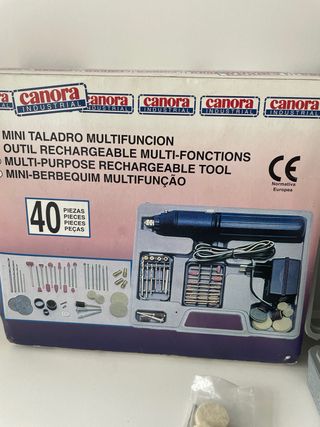 canora
INDUSTRIAL
canora
INDUSTRIAL
canora
INDUSTRIAL
canora
INDUSTRIAL
canora
INDUSTRIAL
MINI TALADRO MULTIFUNCION
OUTIL RECHARGEABLE MULTI-FONCTIONS
MULTI-PURPOSE RECHARGEABLE TOOL
MINI-BERBEQUIM MULTIFUNÇÃO
CE
Normativa
Europea
40
PIEZAS
PIECES
PIECES
PEÇAS